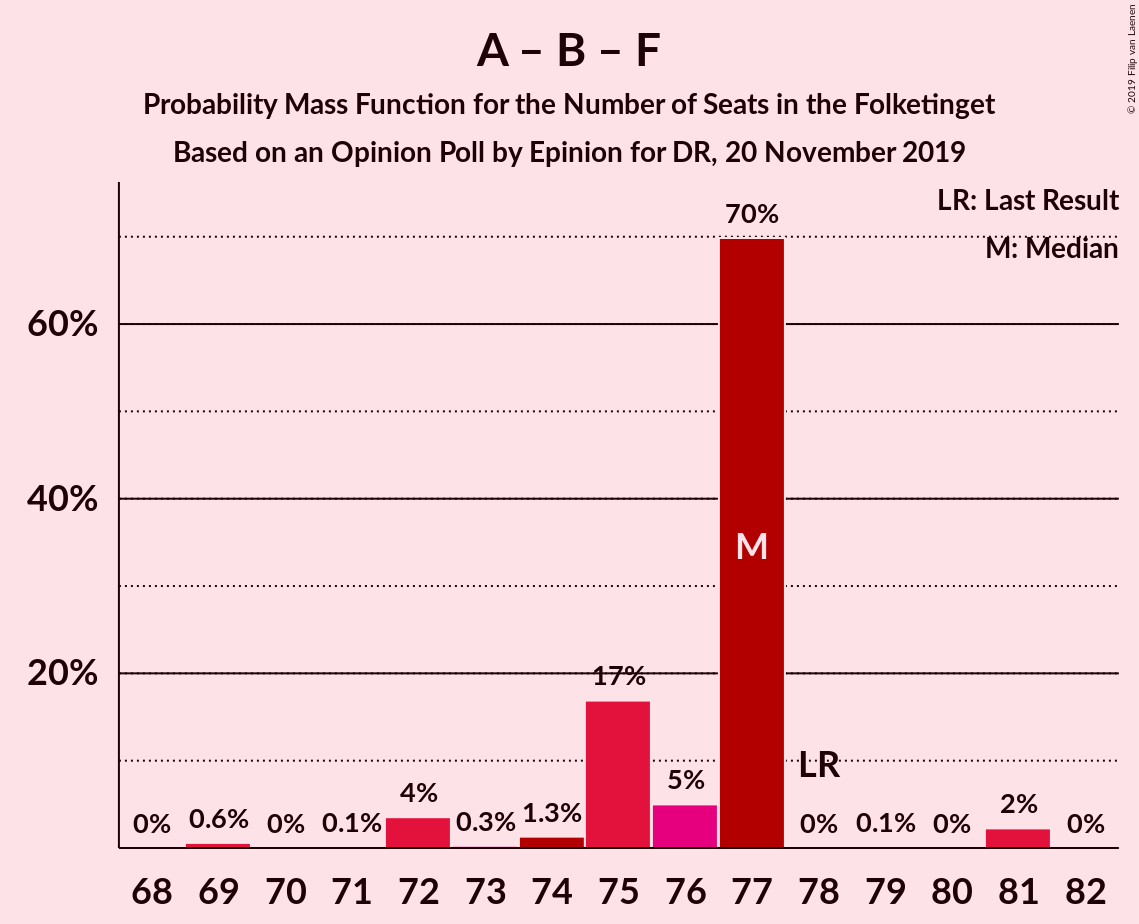 A – B – F
Probability Mass Function for the Number of Seats in the Folketinget
Based on an Opinion Poll by Epinion for DR, 20 November 2019
© 2019 Filip van Laenen
LR: Last Result
M: Median
60%
40%
20%
0%
0.6%
0%
0.1%
4%
0.3%
1.3%
17%
5%
70%
M
LR
0%
0.1%
0%
2%
0%
68 69 70 71 72 73 74 75 76 77 78 79 80 81 82